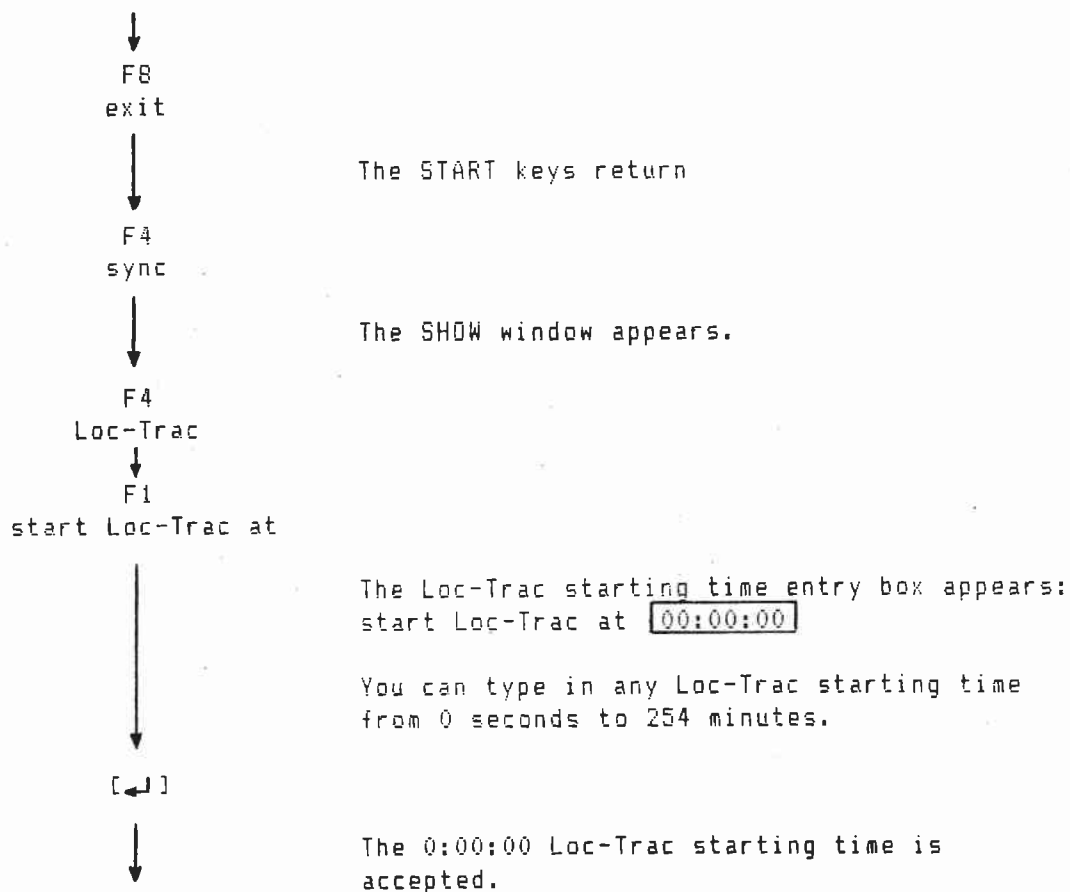 F8
exit
The START keys return
F4
sync
The SHOW window appears.
F4
Loc-Trac
F1
start Loc-Trac at
The Loc-Trac starting time entry box appears:
start Loc-Trac at 00:00:00
You can type in any Loc-Trac starting time
from 0 seconds to 254 minutes.
[↵]
The 0:00:00 Loc-Trac starting time is
accepted.